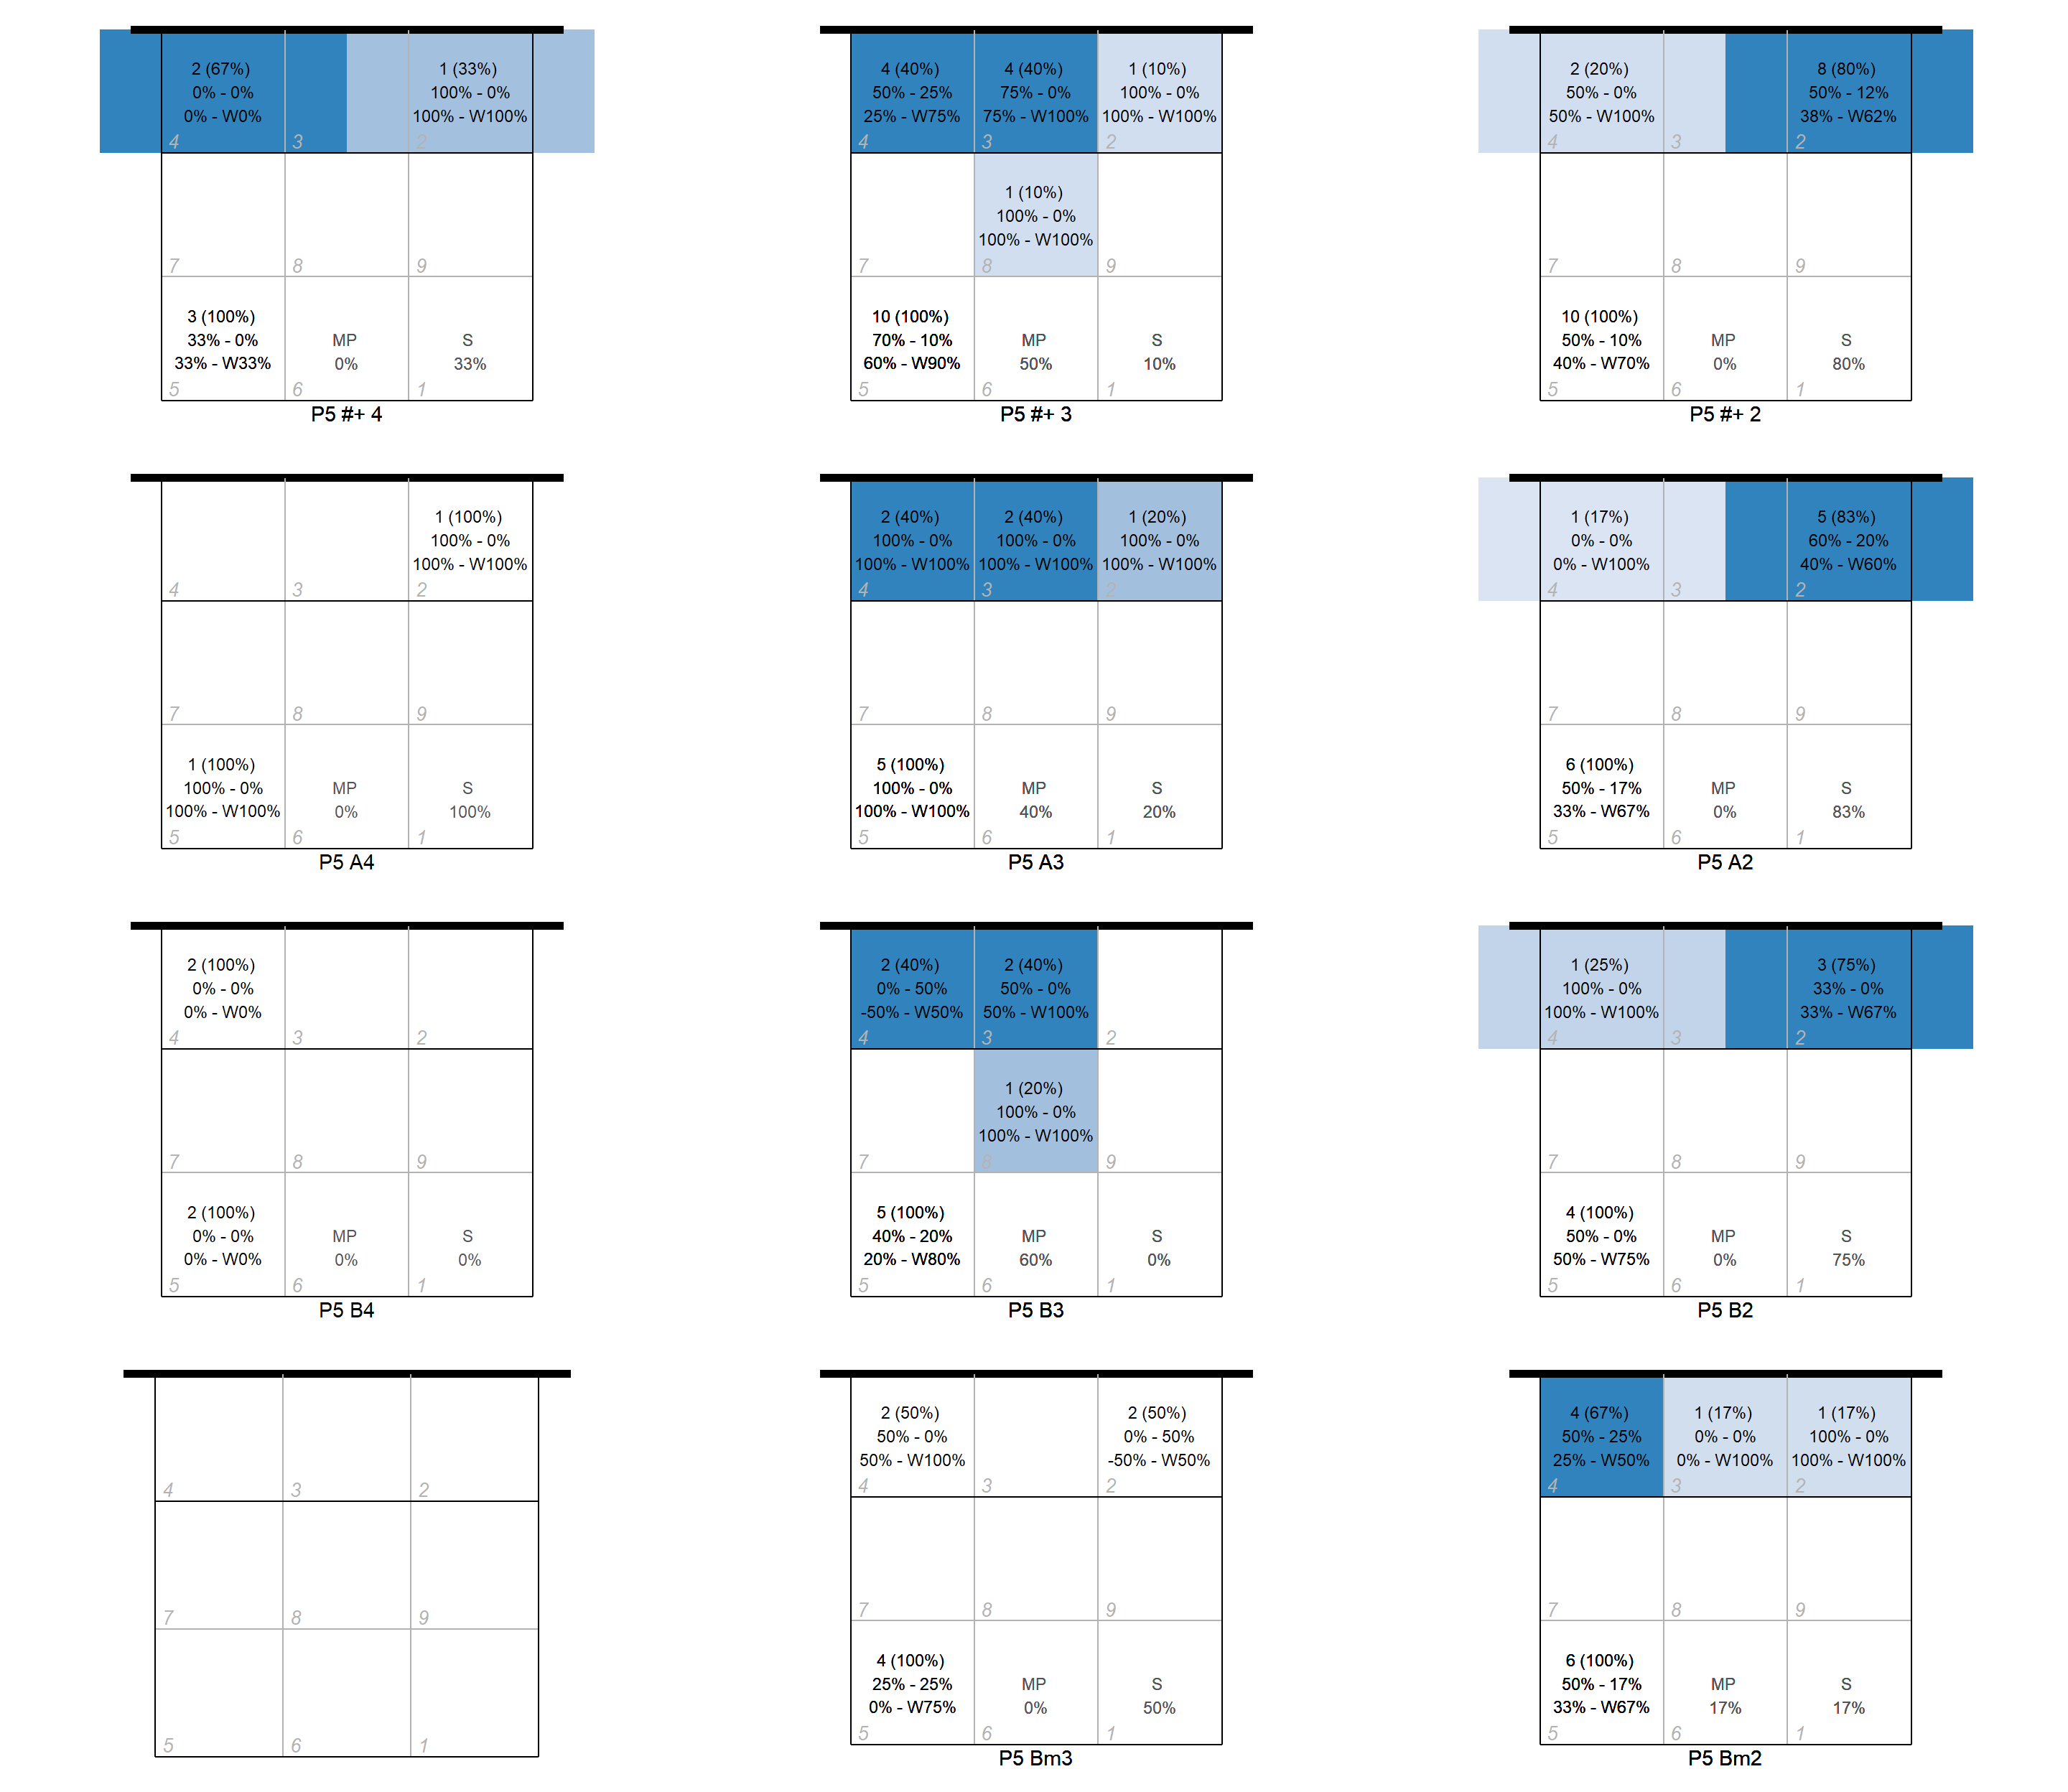 2 (67%)
0% - 0%
0% - W0%
4
3
1 (33%)
100% - 0%
100% - W100%
2
7
8
9
3 (100%)
33% - 0%
33% - W33%
5
MP
0%
6
S
33%
1
P5 #+ 4
4 (40%)
50% - 25%
25% - W75%
4
4 (40%)
75% - 0%
75% - W100%
3
1 (10%)
100% - 0%
100% - W100%
2
7
1 (10%)
100% - 0%
100% - W100%
8
9
10 (100%)
70% - 10%
60% - W90%
5
MP
50%
6
S
10%
1
P5 #+ 3
2 (20%)
50% - 0%
50% - W100%
4
3
8 (80%)
50% - 12%
38% - W62%
2
7
8
9
10 (100%)
50% - 10%
40% - W70%
5
MP
0%
6
S
80%
1
P5 #+ 2
4
3
1 (100%)
100% - 0%
100% - W100%
2
7
8
9
1 (100%)
100% - 0%
100% - W100%
5
MP
0%
6
S
100%
1
P5 A4
2 (40%)
100% - 0%
100% - W100%
4
2 (40%)
100% - 0%
100% - W100%
3
1 (20%)
100% - 0%
100% - W100%
2
7
8
9
5 (100%)
100% - 0%
100% - W100%
5
MP
40%
6
S
20%
1
P5 A3
1 (17%)
0% - 0%
0% - W100%
4
3
5 (83%)
60% - 20%
40% - W60%
2
7
8
9
6 (100%)
50% - 17%
33% - W67%
5
MP
0%
6
S
83%
1
P5 A2
2 (100%)
0% - 0%
0% - W0%
4
3
2
7
8
9
2 (100%)
0% - 0%
0% - W0%
5
MP
0%
6
S
0%
1
P5 B4
2 (40%)
0% - 50%
-50% - W50%
4
2 (40%)
50% - 0%
50% - W100%
3
2
7
1 (20%)
100% - 0%
100% - W100%
8
9
5 (100%)
40% - 20%
20% - W80%
5
MP
60%
6
S
0%
1
P5 B3
1 (25%)
100% - 0%
100% - W100%
4
3
3 (75%)
33% - 0%
33% - W67%
2
7
8
9
4 (100%)
50% - 0%
50% - W75%
5
MP
0%
6
S
75%
1
P5 B2
4
3
2
7
8
9
5
6
1
2 (50%)
50% - 0%
50% - W100%
4
3
2 (50%)
0% - 50%
-50% - W50%
2
7
8
9
4 (100%)
25% - 25%
0% - W75%
5
MP
0%
6
S
50%
1
P5 Bm3
4 (67%)
50% - 25%
25% - W50%
4
1 (17%)
0% - 0%
0% - W100%
3
1 (17%)
100% - 0%
100% - W100%
2
7
8
9
6 (100%)
50% - 17%
33% - W67%
5
MP
17%
6
S
17%
1
P5 Bm2